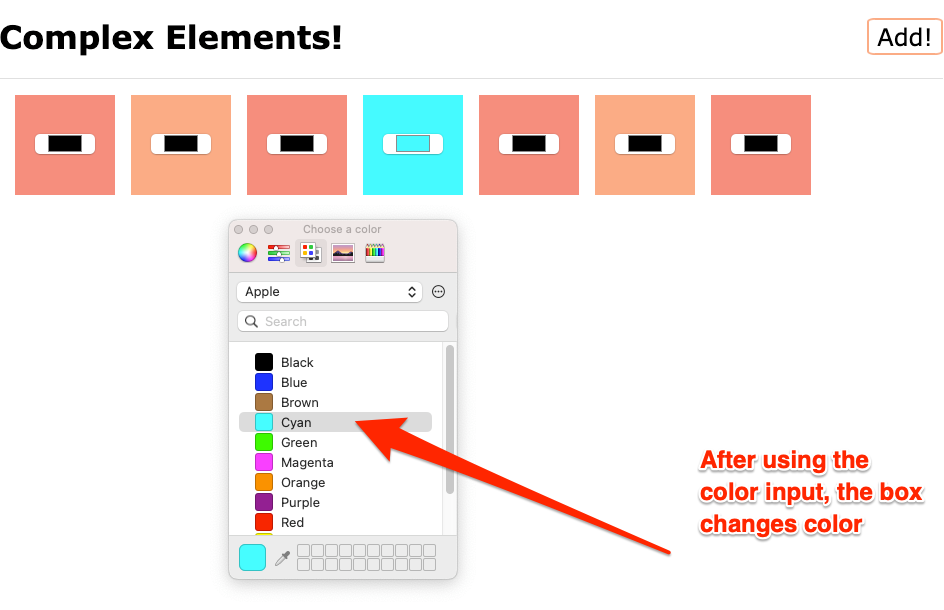 Complex Elements!
Add!
Choose a color
Apple
Search
Black
Blue
Brown
Cyan
Green
Magenta
Orange
Purple
Red
After using the
color input, the box
changes color